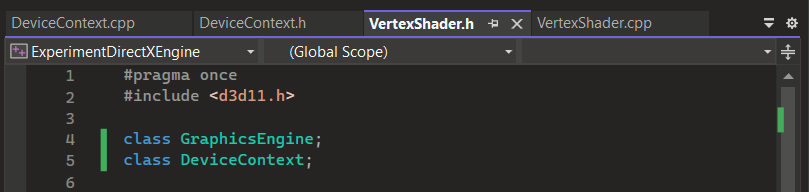 DeviceContext.cpp DeviceContext.h VertexShader.h VertexShader.cpp
ExperimentDirectXEngine (Global Scope)
1 #pragma once
2 #include <d3d11.h>
3
4 class GraphicsEngine;
5 class DeviceContext;
6